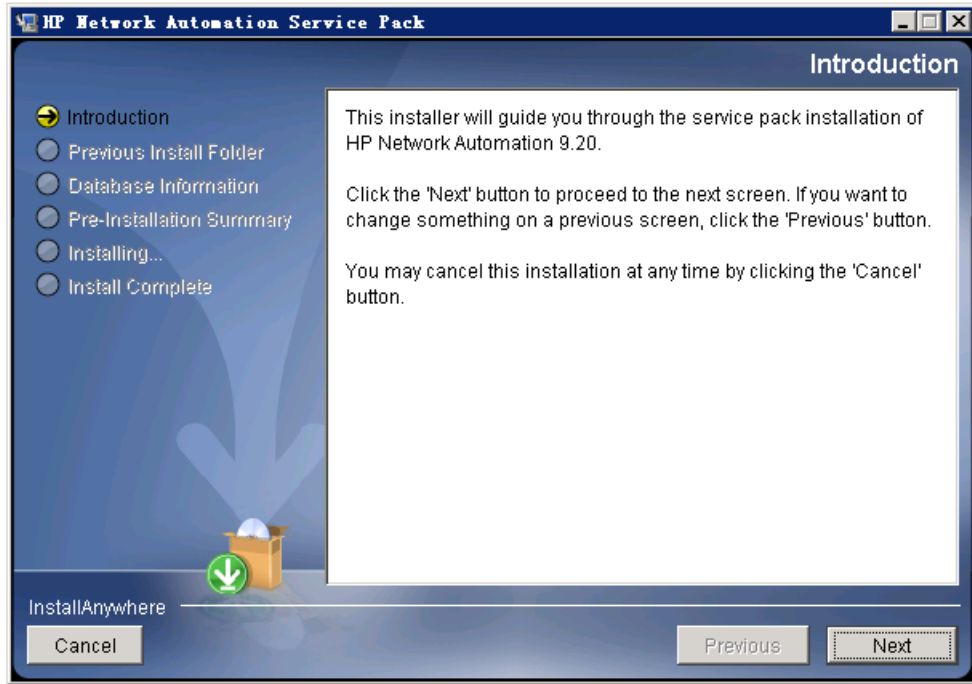 HP Network Automation Service Pack
Introduction
Introduction
Previous Install Folder
Database Information
Pre-Installation Summary
Installing...
Install Complete
This installer will guide you through the service pack installation of
HP Network Automation 9.20.
Click the 'Next' button to proceed to the next screen. If you want to
change something on a previous screen, click the 'Previous' button.
You may cancel this installation at any time by clicking the 'Cancel'
button.
InstallAnywhere
Cancel
Previous
Next